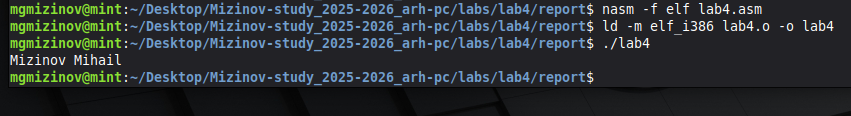 mgmizinov@mint:~/Desktop/Mizinov-study_2025-2026_arh-pc/labs/lab4/report$ nasm -f elf lab4.asm
mgmizinov@mint:~/Desktop/Mizinov-study_2025-2026_arh-pc/labs/lab4/report$ ld -m elf_i386 lab4.o -o lab4
mgmizinov@mint:~/Desktop/Mizinov-study_2025-2026_arh-pc/labs/lab4/report$ ./lab4
Mizinov Mihail
mgmizinov@mint:~/Desktop/Mizinov-study_2025-2026_arh-pc/labs/lab4/report$